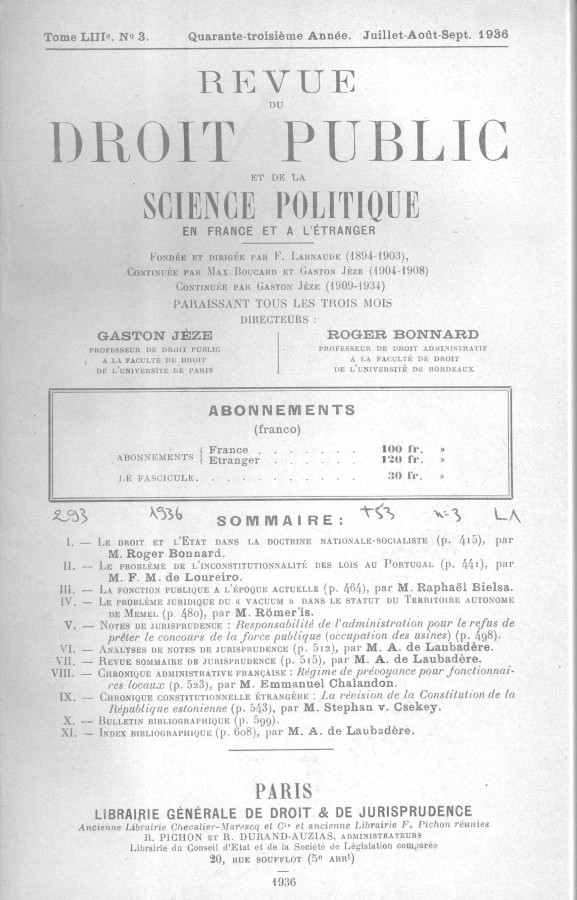 Tome LIIIe. No 3. Quarante-troisième Année. Juillet-Août-Sept. 1936
REVUE
DU
DROIT PUBLIC
ET DE LA
SCIENCE POLITIQUE
EN FRANCE ET A L'ÉTRANGER
Fondée et dirigée par F. Larnaude (1894-1903),
Continuée par Max Boucard et Gaston Jèze (1904-1908)
Continuée par Gaston Jèze (1909-1934)
PARAISSANT TOUS LES TROIS MOIS
DIRECTEURS :
GASTON JÈZE
PROFESSEUR DE DROIT PUBLIC
A LA FACULTÉ DE DROIT
DE L'UNIVERSITÉ DE PARIS
ROGER BONNARD
PROFESSEUR DE DROIT ADMINISTRATIF
A LA FACULTÉ DE DROIT
DE L'UNIVERSITÉ DE BORDEAUX
ABONNEMENTS
(franco)
ABONNEMENTS { France . . . . . . . 100 fr. »
{ Etranger . . . . . . 120 fr. »
LE FASCICULE. . . . . . . . . . . 30 fr. »
293 1936 SOMMAIRE : t53 n=3 L1
I. — Le droit et l'Etat dans la doctrine nationale-socialiste (p. 415), par
M. Roger Bonnard.
II. — Le problème de l'inconstitutionnalité des lois au Portugal (p. 441), par
M. F. M. de Loureiro.
III. — La fonction publique a l'époque actuelle (p. 464), par M. Raphaël Bielsa.
IV. — Le problème juridique du « vacuum » dans le statut du Territoire autonome
de Memel (p. 480), par M. Römer'is.
V. — Notes de jurisprudence : Responsabilité de l'administration pour le refus de
prêter le concours de la force publique (occupation des usines) (p. 498).
VI. — Analyses de notes de jurisprudence (p. 512), par M. A. de Laubadère.
VII. — Revue sommaire de jurisprudence (p. 515), par M. A. de Laubadère.
VIII. — Chronique administrative française : Régime de prévoyance pour fonctionnai-
res locaux (p. 523), par M. Emmanuel Chalandon.
IX. — Chronique constitutionnelle étrangère : La révision de la Constitution de la
République estonienne (p. 543), par M. Stephan v. Csekey.
X. — Bulletin bibliographique (p. 599).
XI. — Index bibliographique (p. 608), par M. A. de Laubadère.
PARIS
LIBRAIRIE GÉNÉRALE DE DROIT & DE JURISPRUDENCE
Ancienne Librairie Chevalier-Marescq et Cie et ancienne Librairie F. Pichon réunies
R. PICHON ET R. DURAND-AUZIAS, ADMINISTRATEURS
Librairie du Conseil d'Etat et de la Société de Législation comparée
20, RUE SOUFFLOT (5e ARRt)
1936